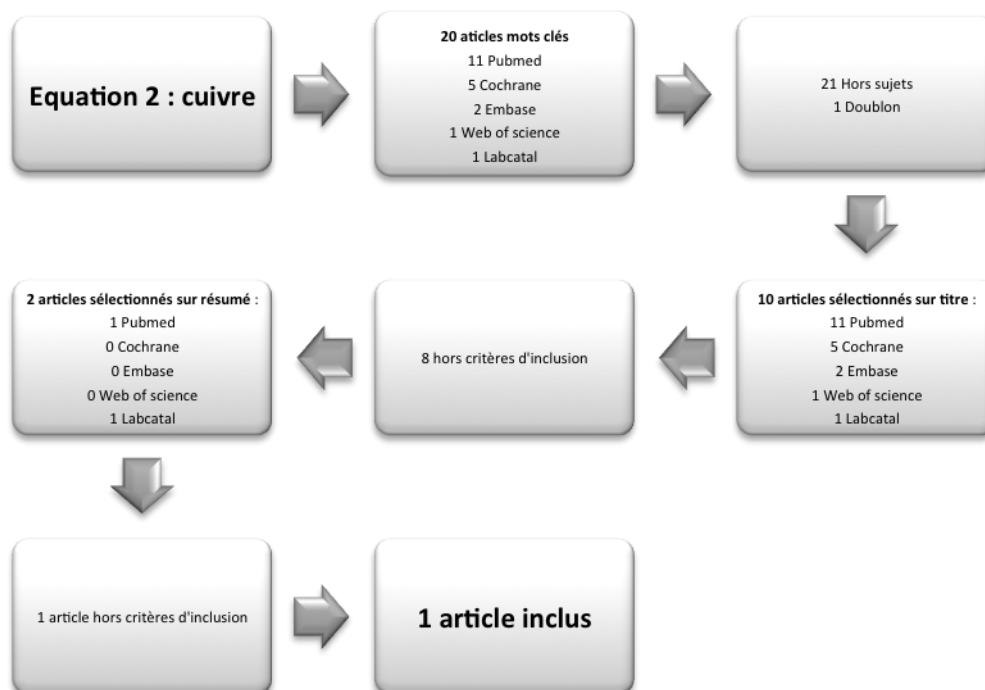 Equation 2 : cuivre
20 aticles mots clés
11 Pubmed
5 Cochrane
2 Embase
1 Web of science
1 Labcatal
21 Hors sujets
1 Doublon
10 articles sélectionnés sur titre :
11 Pubmed
5 Cochrane
2 Embase
1 Web of science
1 Labcatal
8 hors critères d'inclusion
2 articles sélectionnés sur résumé :
1 Pubmed
0 Cochrane
0 Embase
0 Web of science
1 Labcatal
1 article hors critères d'inclusion
1 article inclus